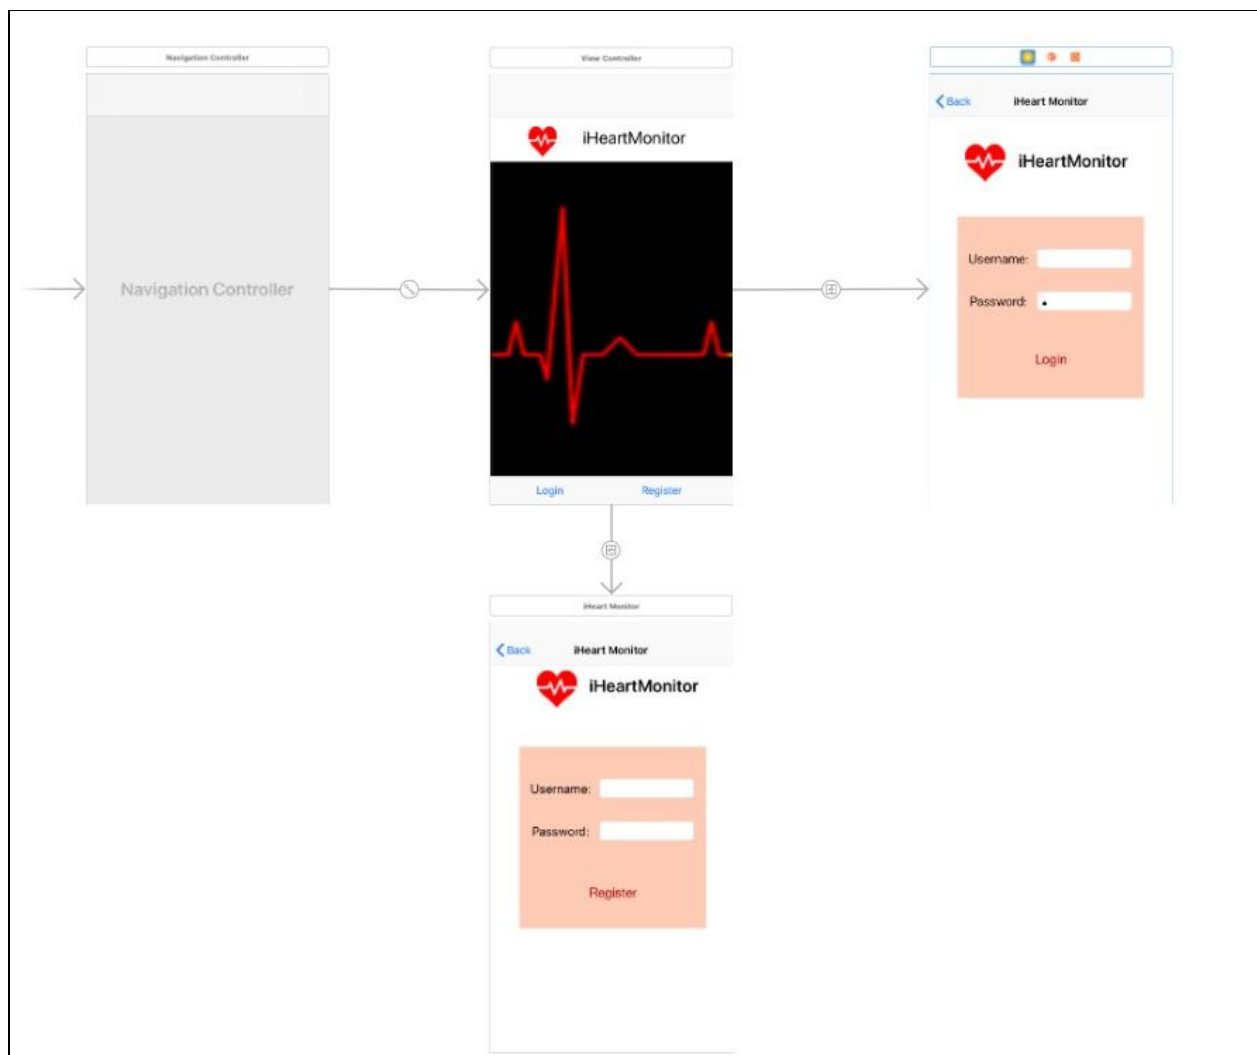 Navigation Controller
Navigation Controller
View Controller
iHeartMonitor
Login Register
Back iHeart Monitor
iHeartMonitor
Username:
Password:
Login
iHeart Monitor
Back iHeart Monitor
iHeartMonitor
Username:
Password:
Register